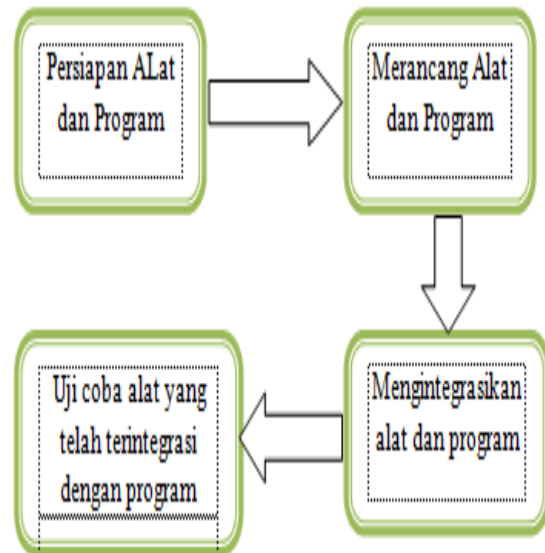 Persiapan ALat
dan Program
Merancang Alat
dan Program
Mengintegrasikan
alat dan program
Uji coba alat yang
telah terintegrasi
dengan program